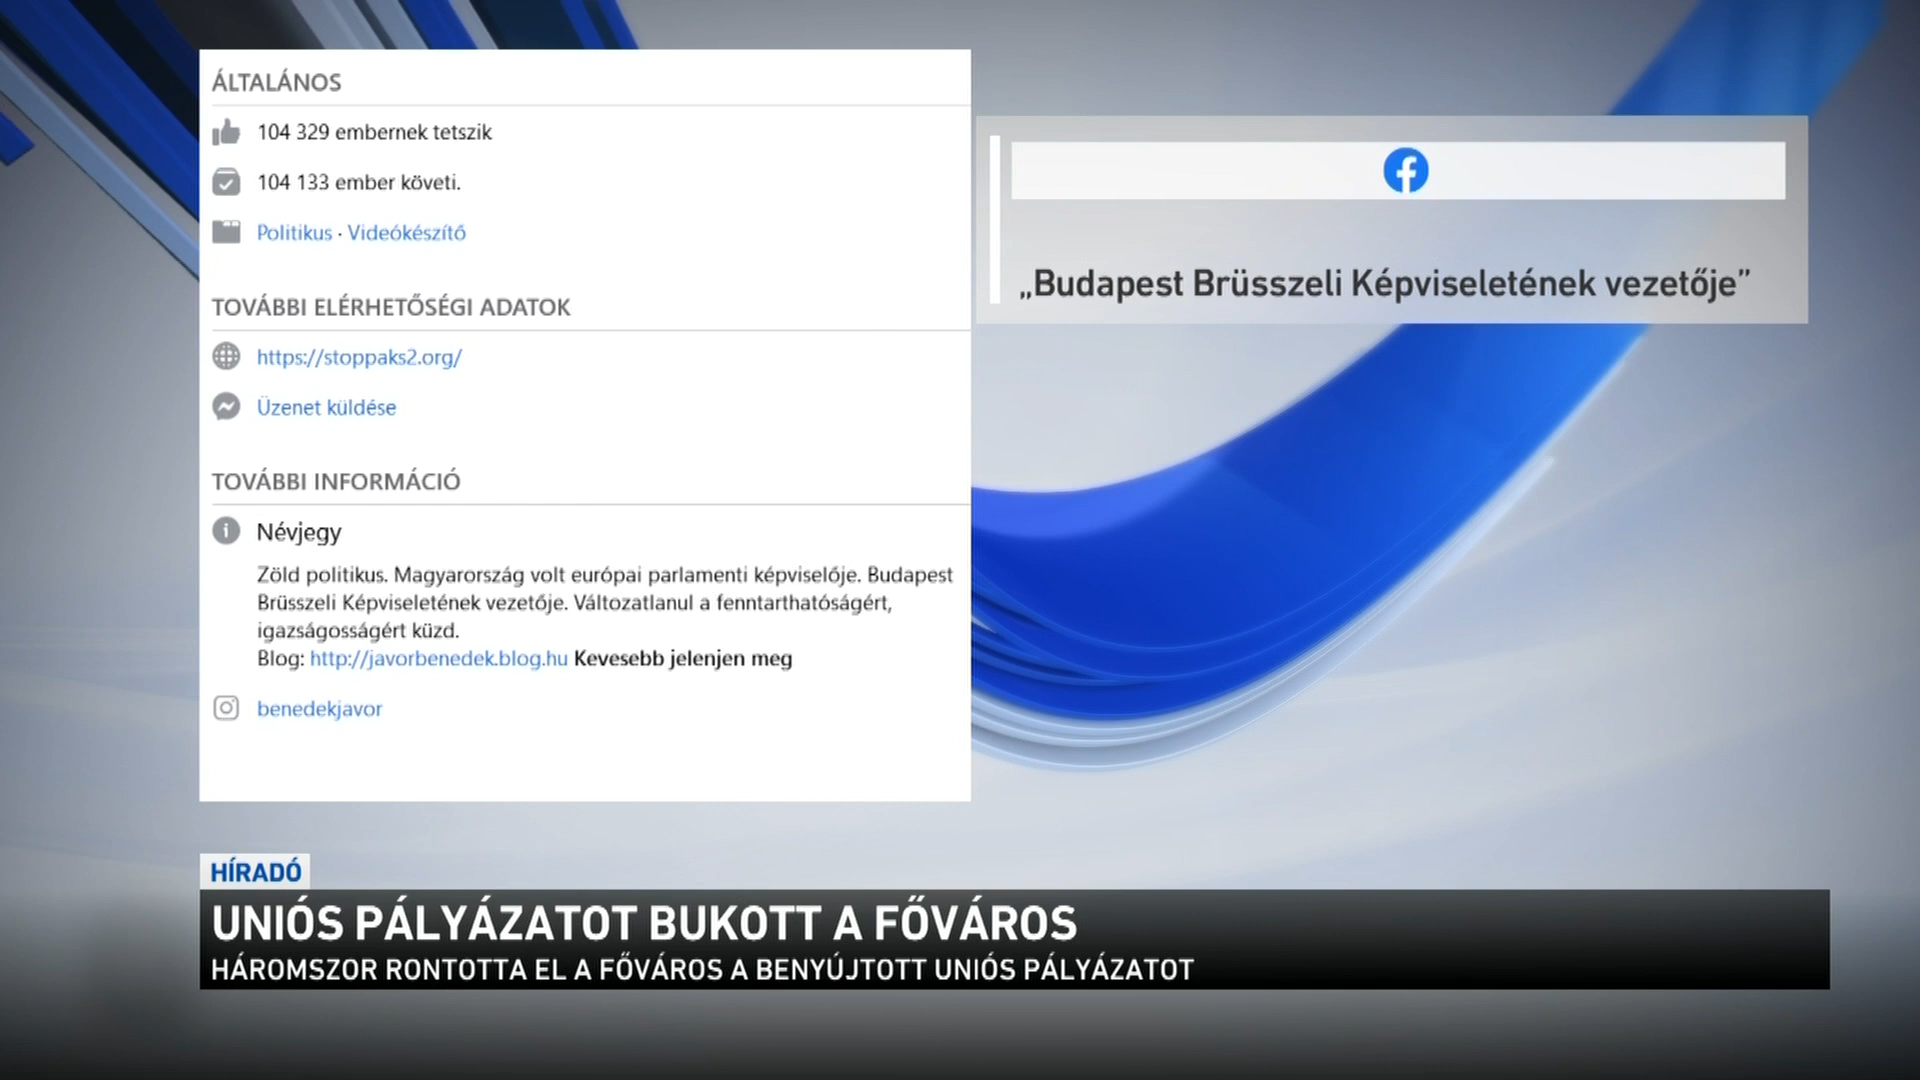 ÁLTALÁNOS
104 329 embernek tetszik
104 133 ember követi.
Politikus · Videókészítő
TOVÁBBI ELÉRHETŐSÉGI ADATOK
https://stoppaks2.org/
Üzenet küldése
TOVÁBBI INFORMÁCIÓ
Névjegy
Zöld politikus. Magyarország volt európai parlamenti képviselője. Budapest
Brüsszeli Képviseletének vezetője. Változatlanul a fenntarthatóságért,
igazságosságért küzd.
Blog: http://javorbenedek.blog.hu Kevesebb jelenjen meg
benedekjavor
„Budapest Brüsszeli Képviseletének vezetője”
HÍRADÓ
UNIÓS PÁLYÁZATOT BUKOTT A FŐVÁROS
HÁROMSZOR RONTOTTA EL A FŐVÁROS A BENYÚJTOTT UNIÓS PÁLYÁZATOT